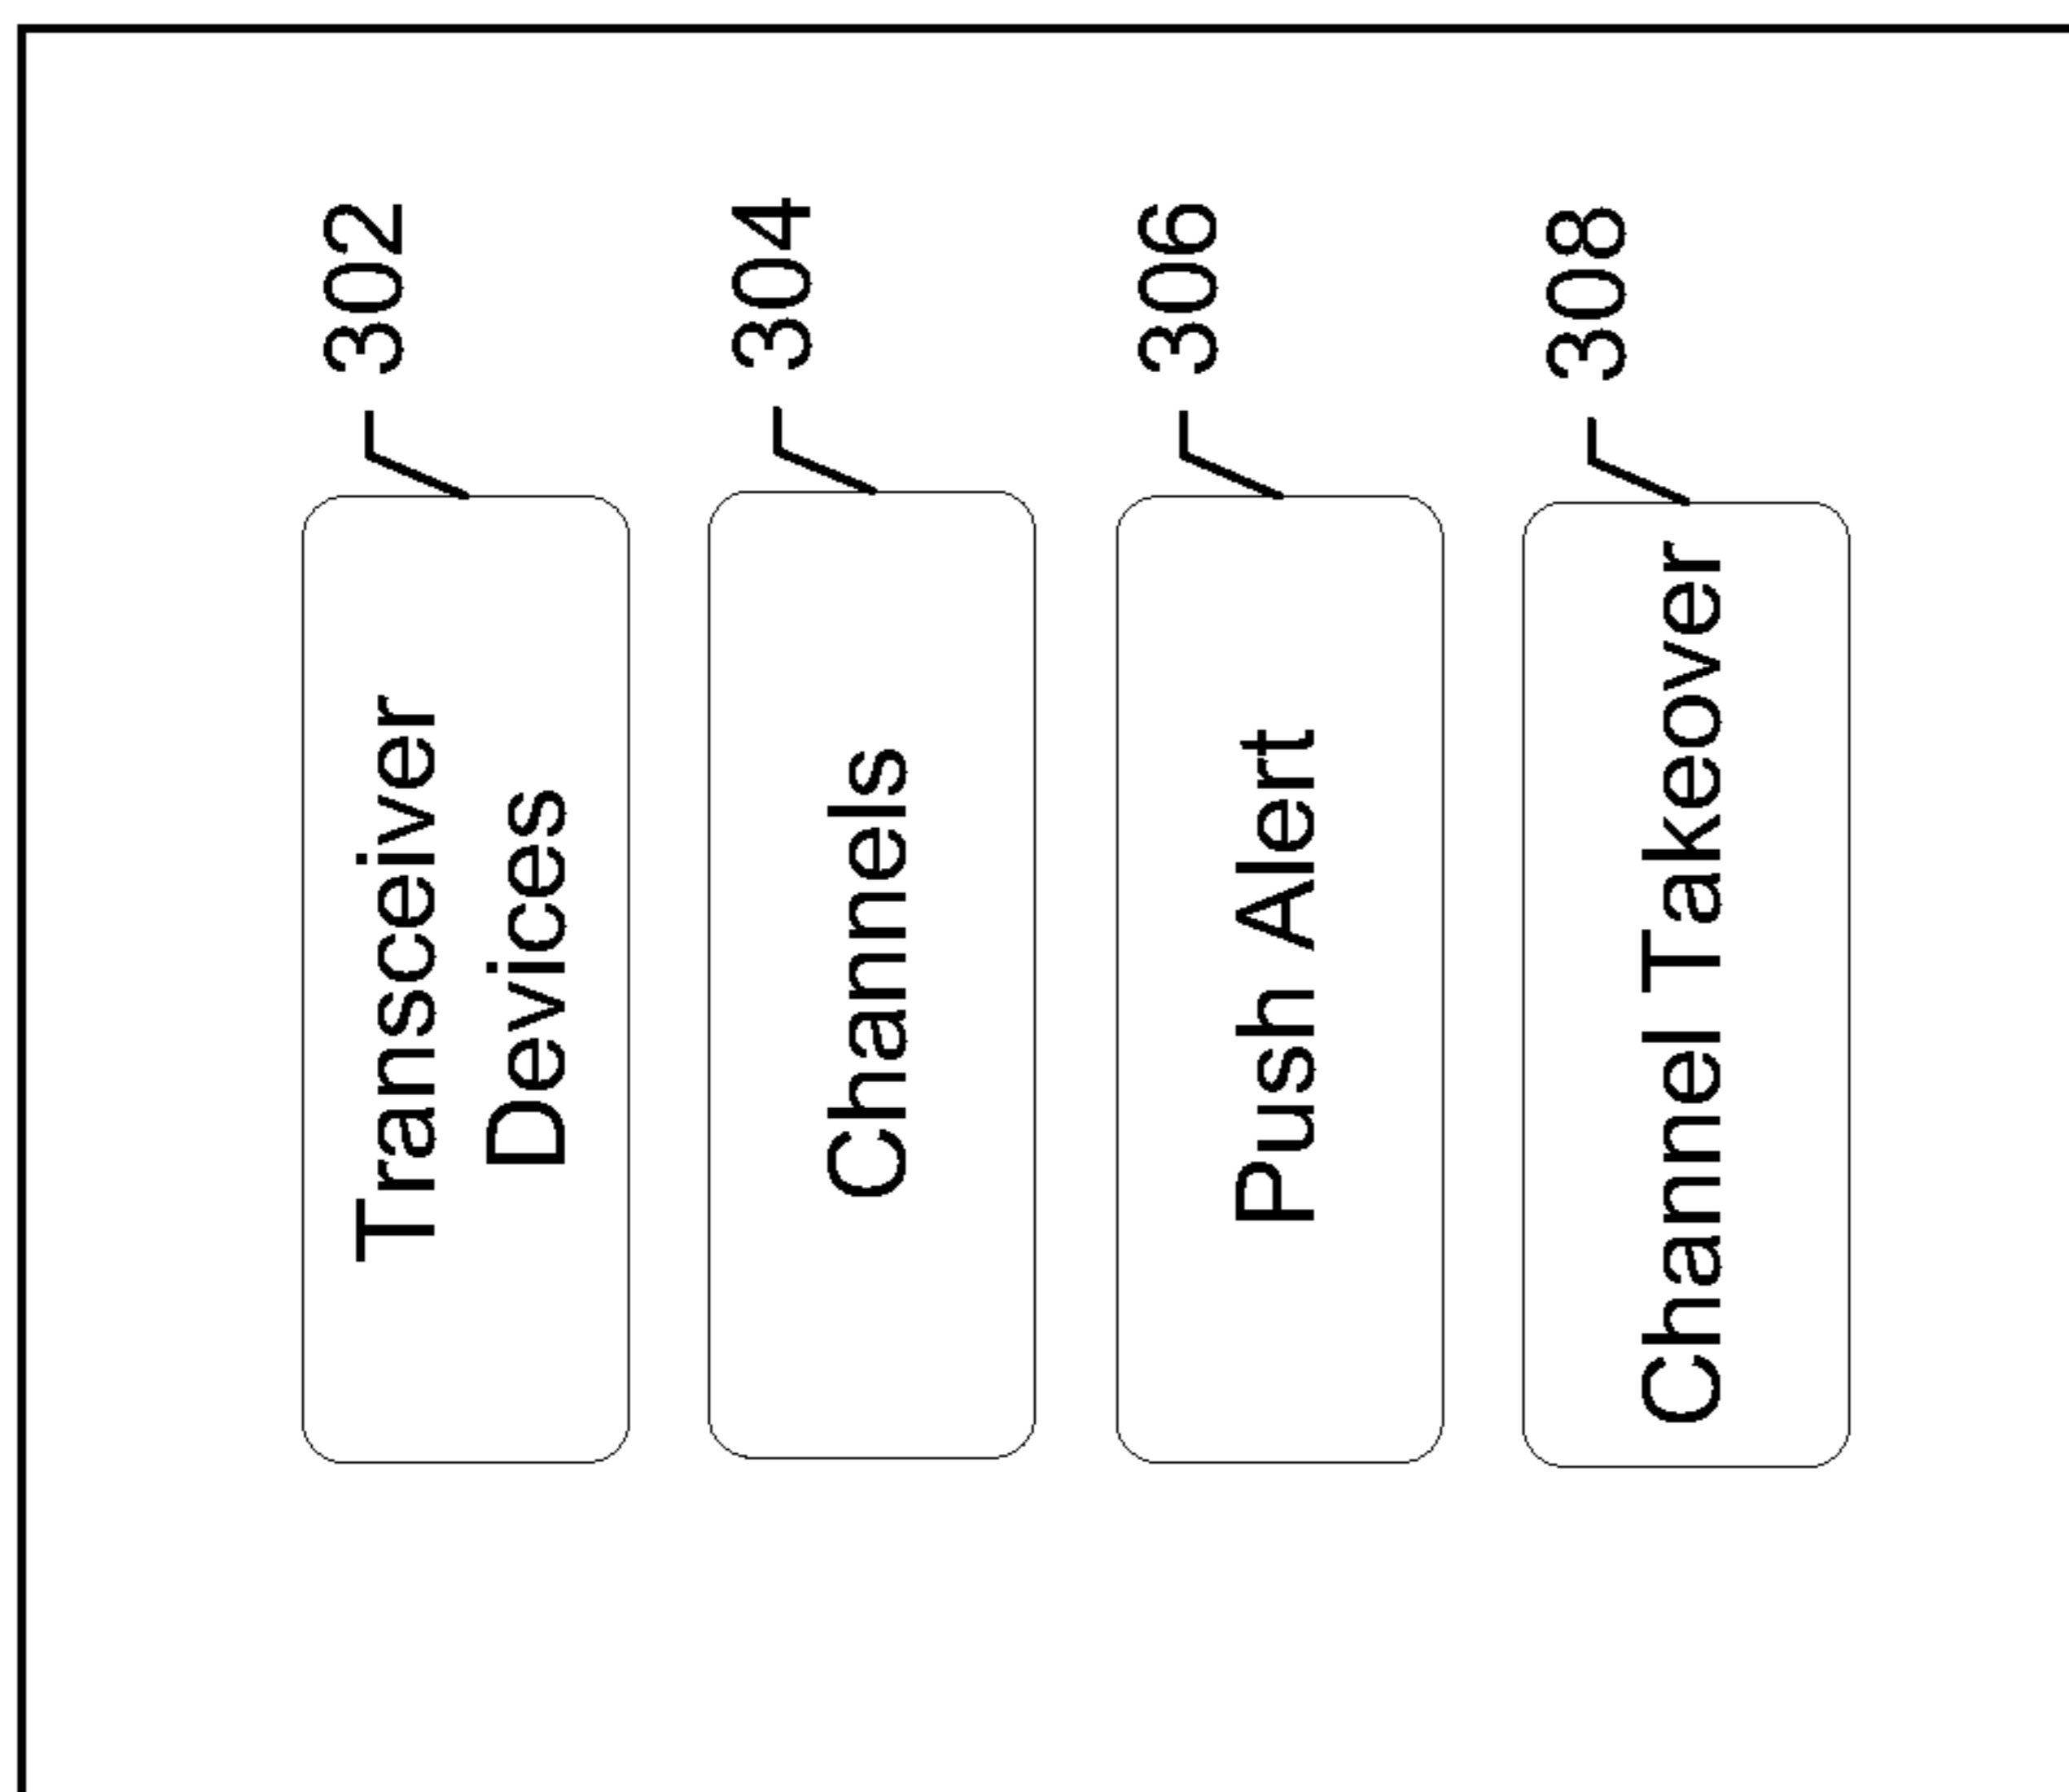 302
Transceiver
Devices
304
Channels
306
Push Alert
308
Channel Takeover